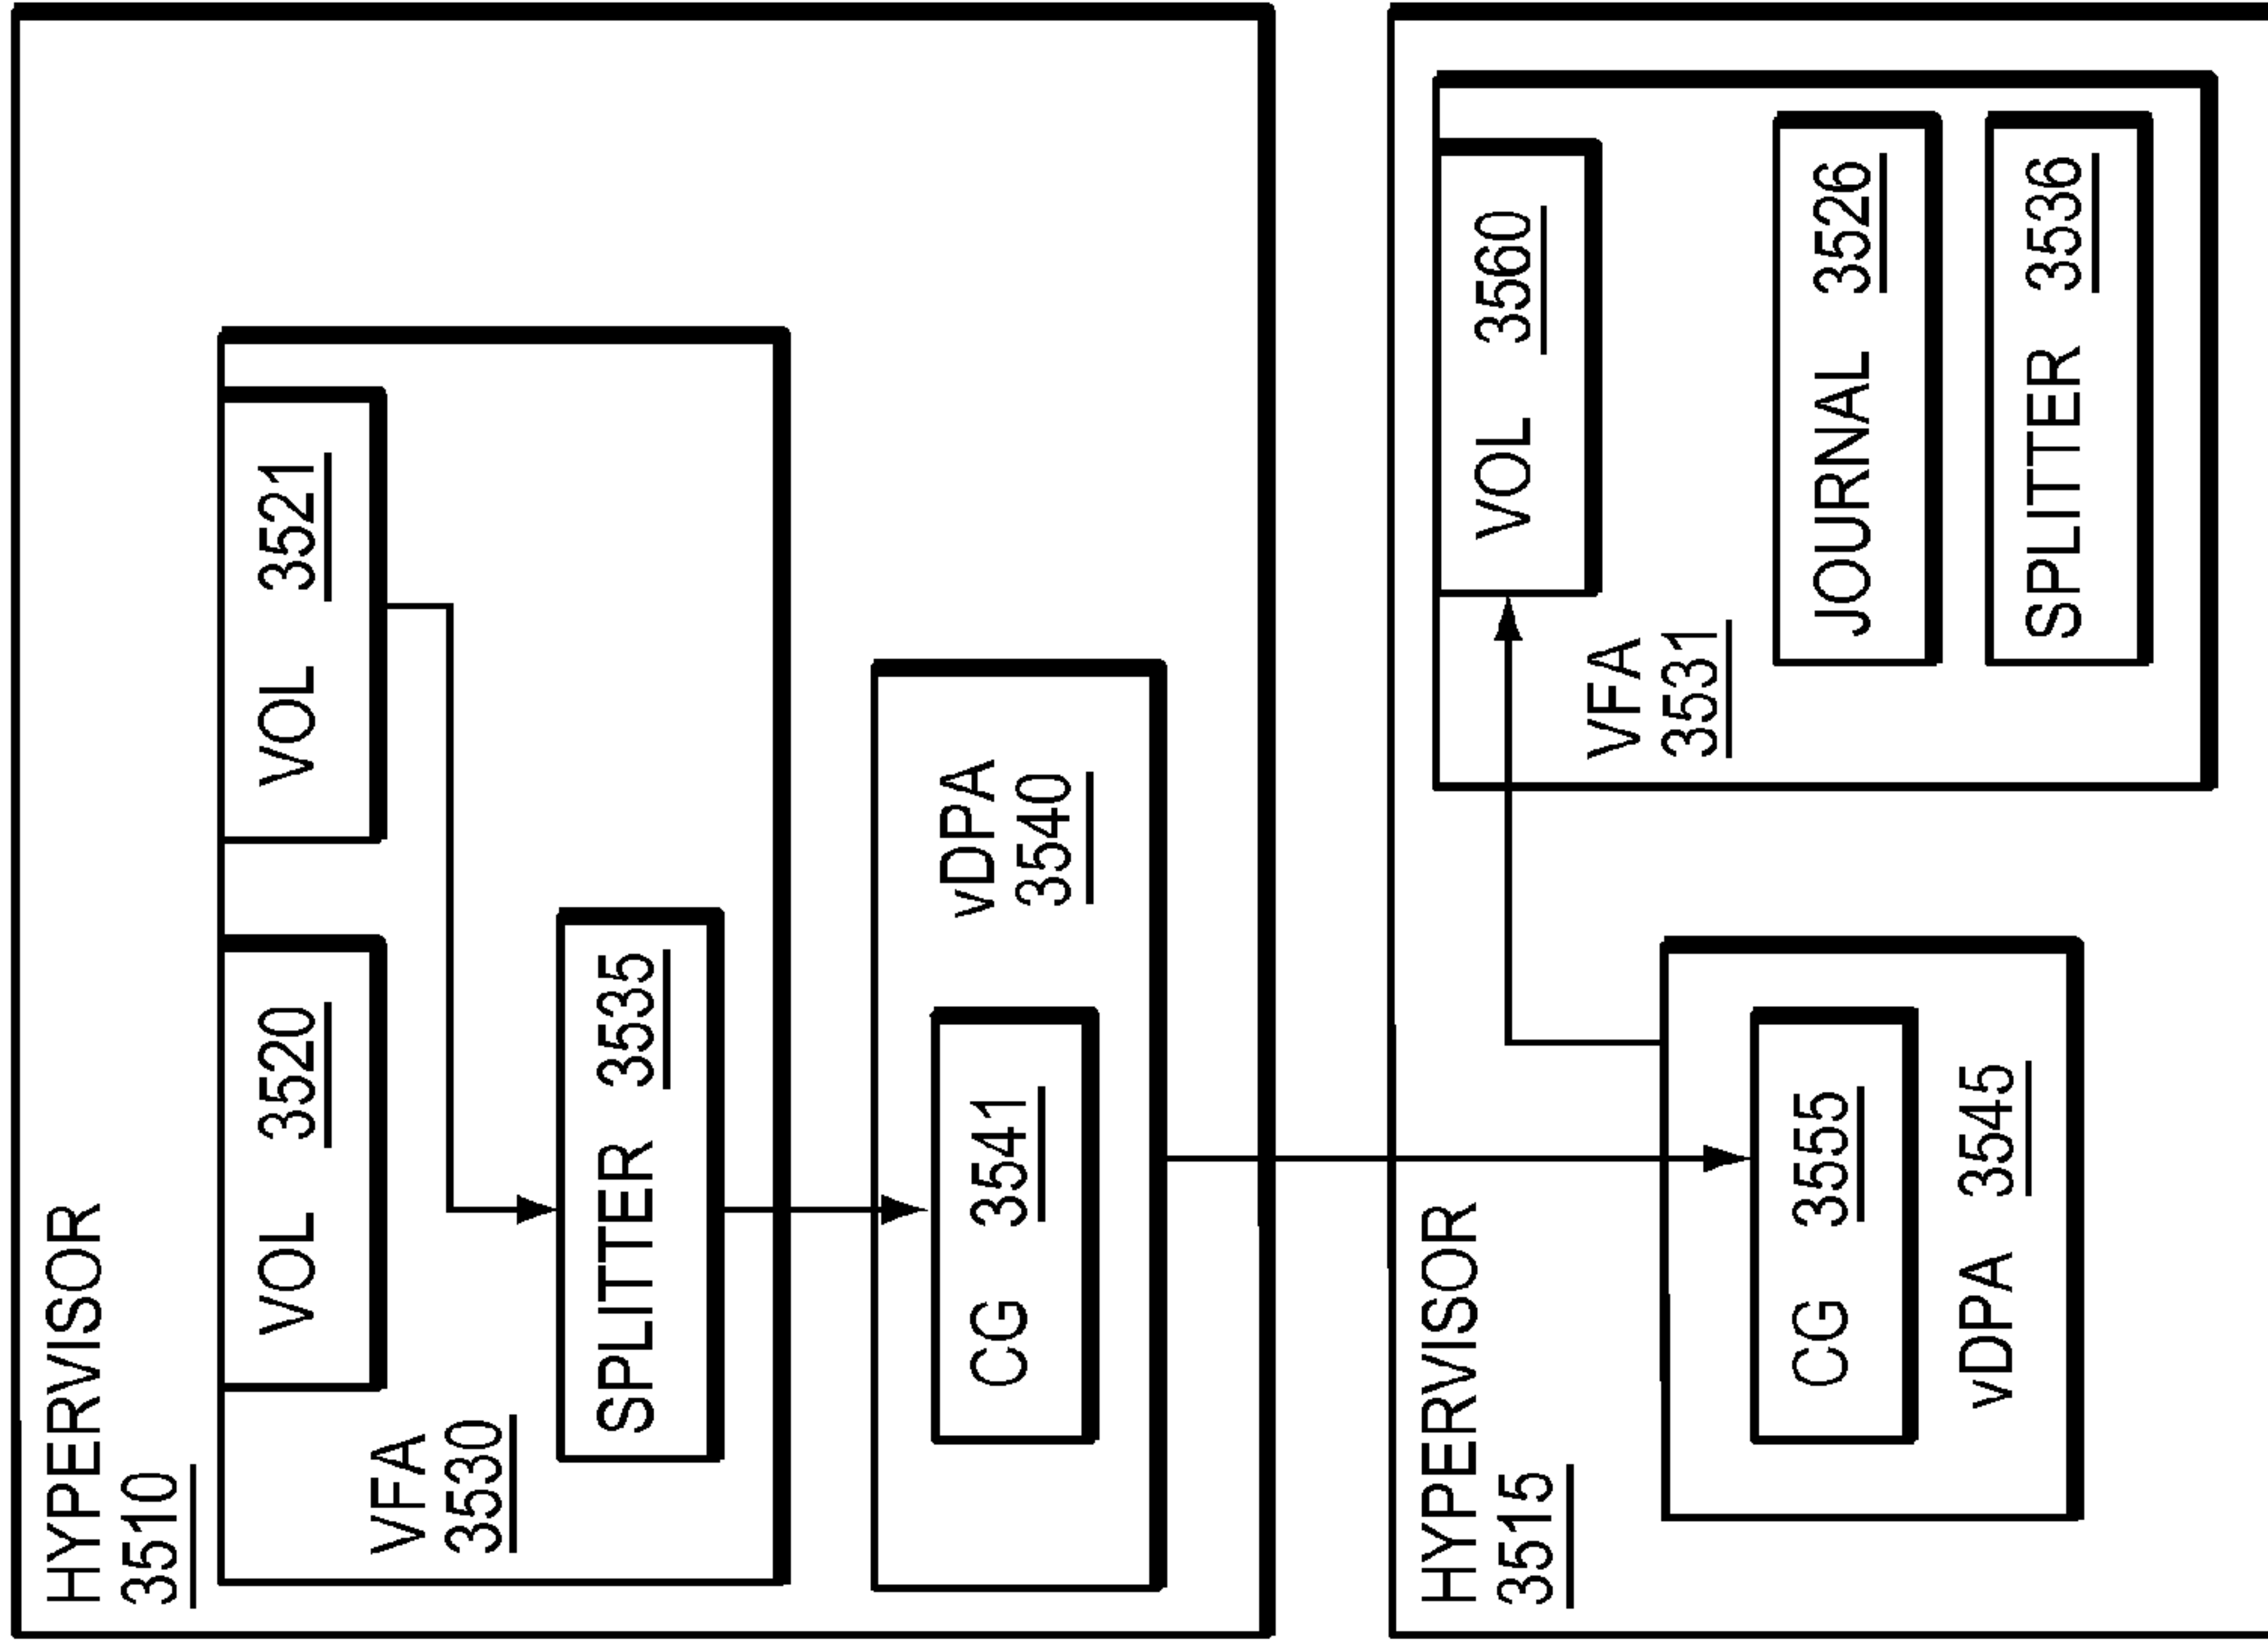 HYPERVISOR
3510
VOL 3520
VOL 3521
VFA
3530
SPLITTER 3535
CG 3541
vDPA
3540
HYPERVISOR
3515
CG 3555
vDPA 3545
VOL 3560
VFA
3531
JOURNAL 3526
SPLITTER 3536